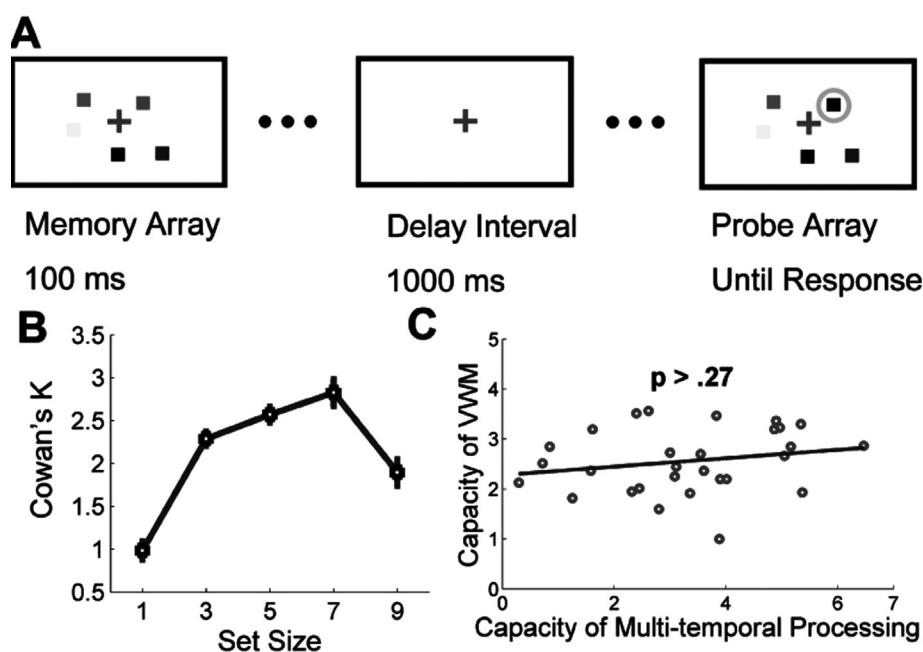 A
Memory Array
Delay Interval
Probe Array
100 ms
1000 ms
Until Response
B
3.5
3
2.5
2
1.5
1
0.5
Cowan's K
1 3 5 7 9
Set Size
C
5
4
3
2
1
0
Capacity of VWM
p > .27
0 2 4 6 7
Capacity of Multi-temporal Processing